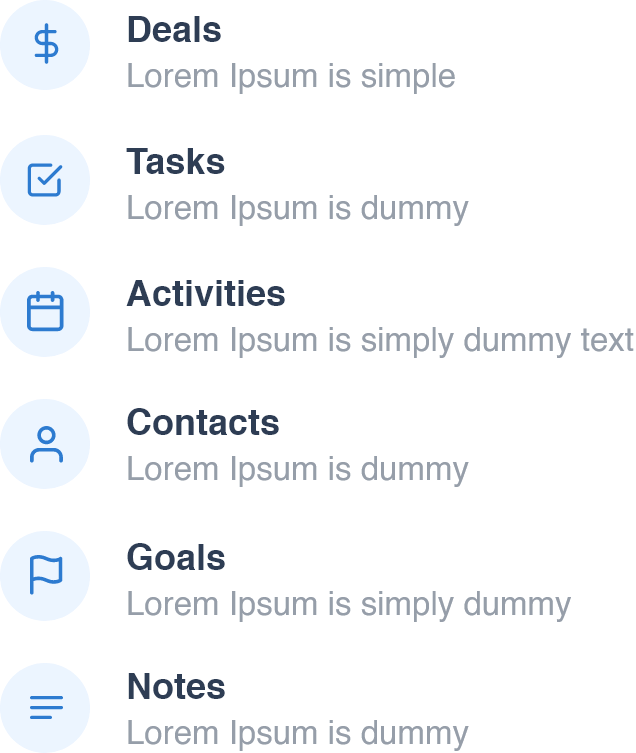 Deals
Lorem Ipsum is simple
Tasks
Lorem Ipsum is dummy
Activities
Lorem Ipsum is simply dummy text
Contacts
Lorem Ipsum is dummy
Goals
Lorem Ipsum is simply dummy
Notes
Lorem Ipsum is dummy